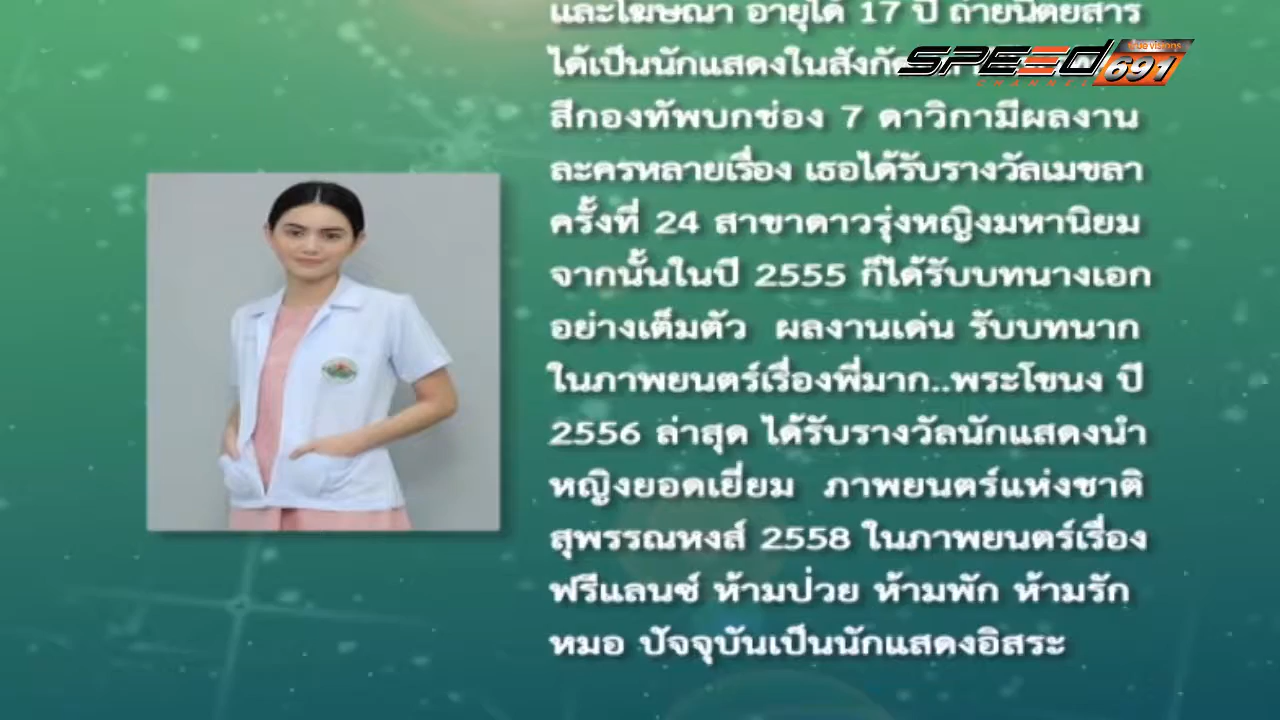 และโฆษณา อายุได้ 17 ปี ถ่ายนิตยสาร
ได้เป็นนักแสดงในสังกัด
SPEED true visions
CHANNEL 691
สีกองทัพบกช่อง 7 ดาวิกามีผลงาน
ละครหลายเรื่อง เธอได้รับรางวัลเมขลา
ครั้งที่ 24 สาขาดาวรุ่งหญิงมหานิยม
จากนั้นในปี 2555 ก็ได้รับบทนางเอก
อย่างเต็มตัว ผลงานเด่น รับบทนาก
ในภาพยนตร์เรื่องพี่มาก..พระโขนง ปี
2556 ล่าสุด ได้รับรางวัลนักแสดงนำ
หญิงยอดเยี่ยม ภาพยนตร์แห่งชาติ
สุพรรณหงส์ 2558 ในภาพยนตร์เรื่อง
ฟรีแลนซ์ ห้ามป่วย ห้ามพัก ห้ามรัก
หมอ ปัจจุบันเป็นนักแสดงอิสระ